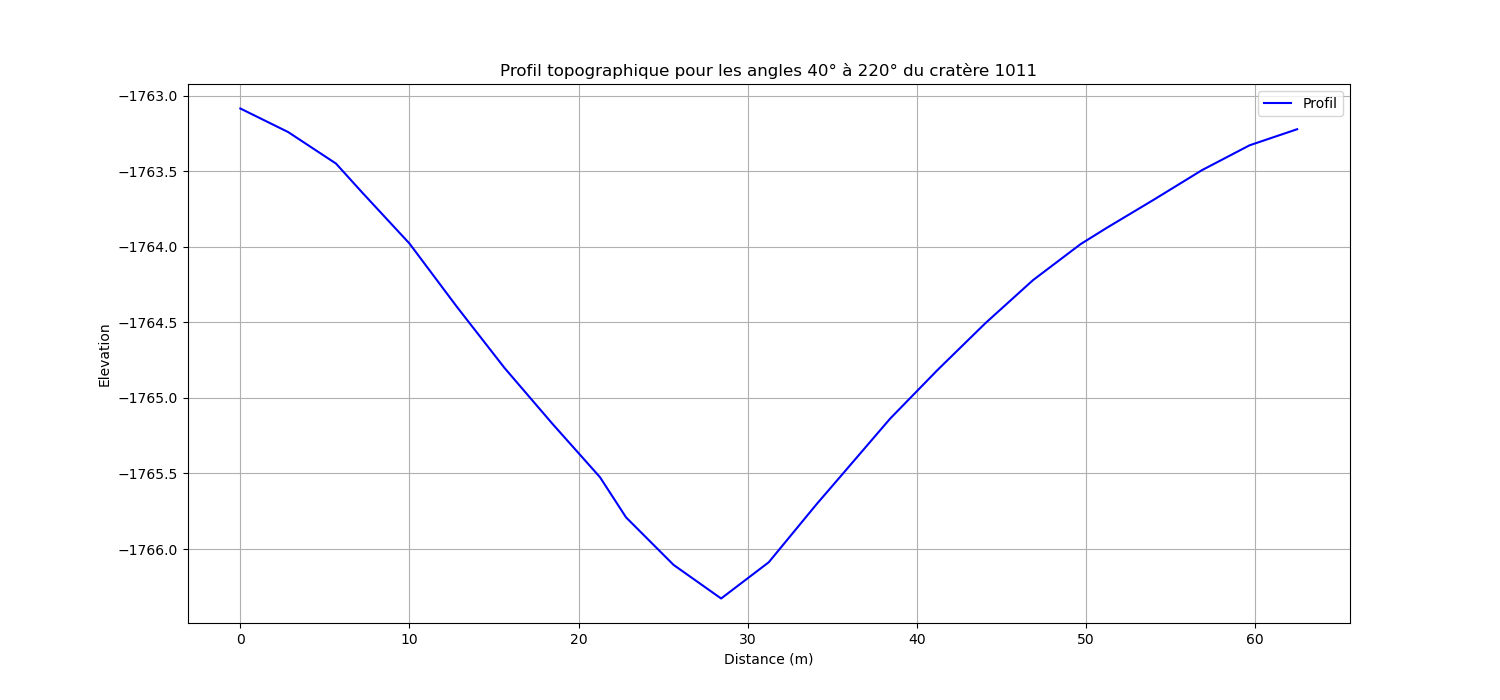 Profil topographique pour les angles 40° à 220° du cratère 1011
Profil
−1763.0
−1763.5
−1764.0
−1764.5
−1765.0
−1765.5
−1766.0
Elevation
0 10 20 30 40 50 60
Distance (m)